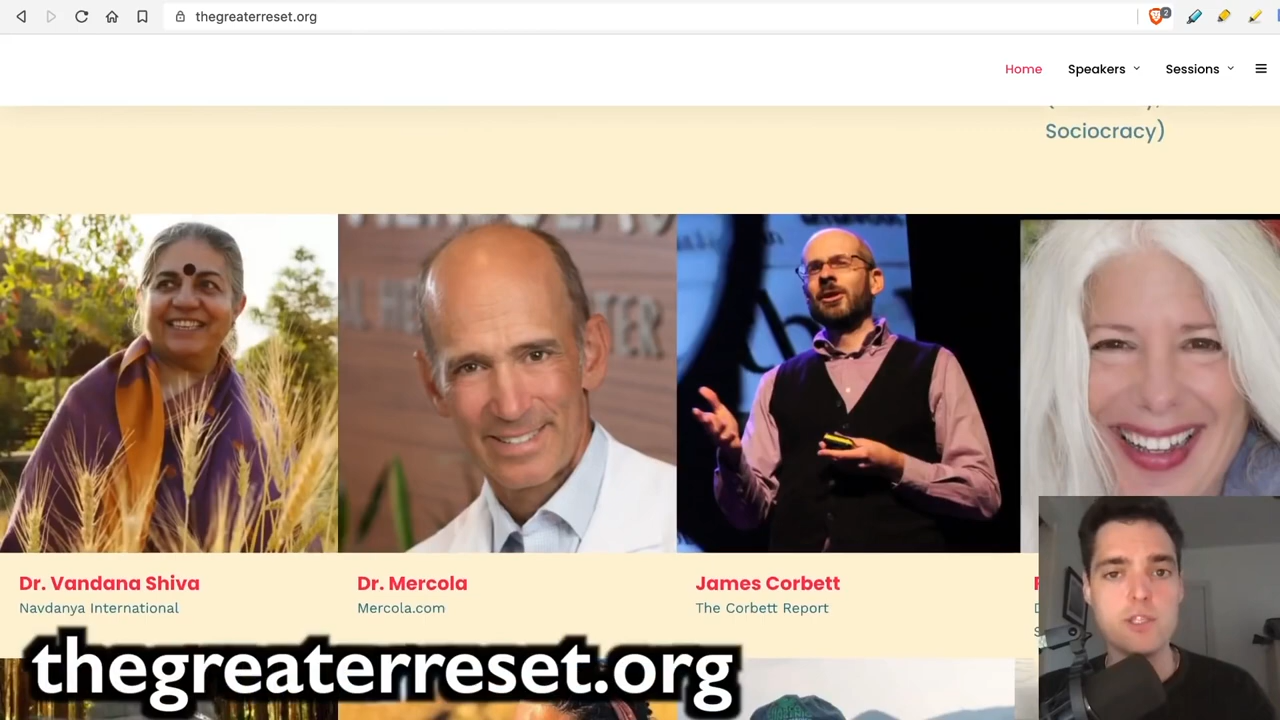 thegreaterreset.org
2
Home
Speakers
Sessions
Sociocracy)
Dr. Vandana Shiva
Navdanya International
Dr. Mercola
Mercola.com
James Corbett
The Corbett Report
thegreaterreset.org